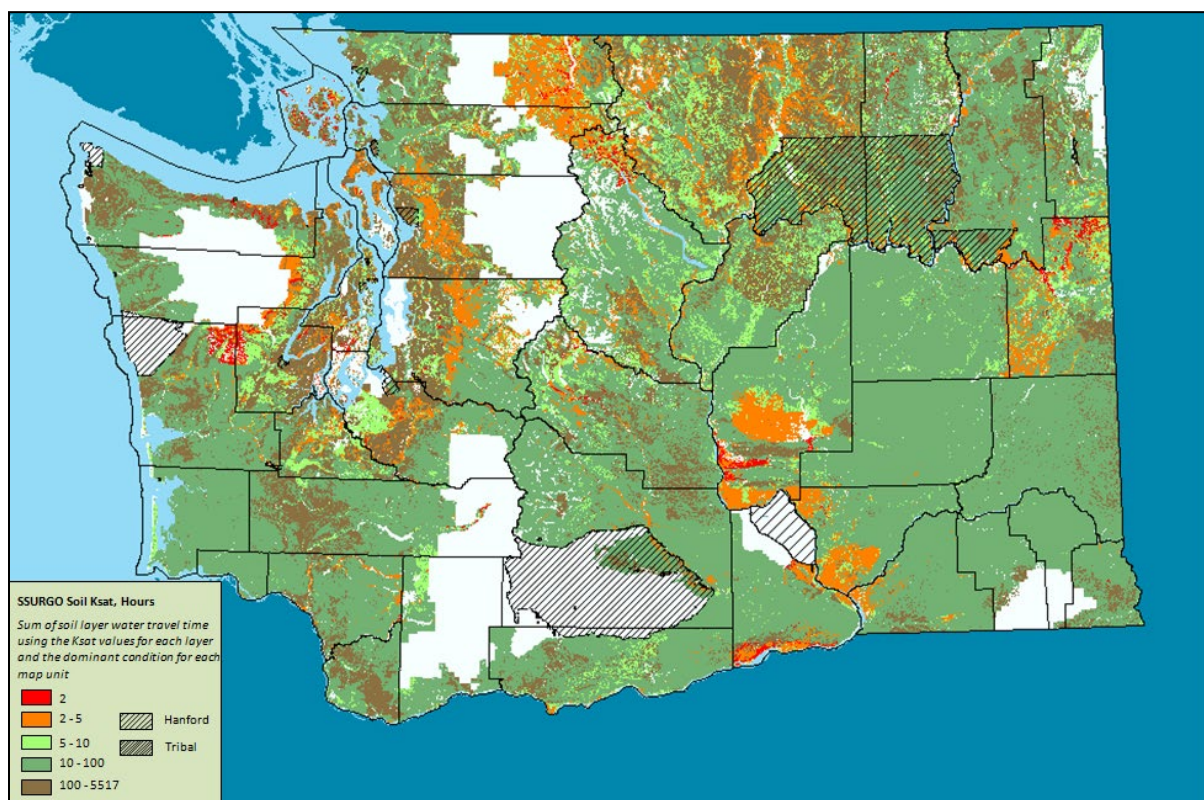 SSURGO Soil Ksat, Hours
Sum of soil layer water travel time
using the Ksat values for each layer
and the dominant condition for each
map unit
2
2 - 5
5 - 10
10 - 100
100 - 5517
Hanford
Tribal